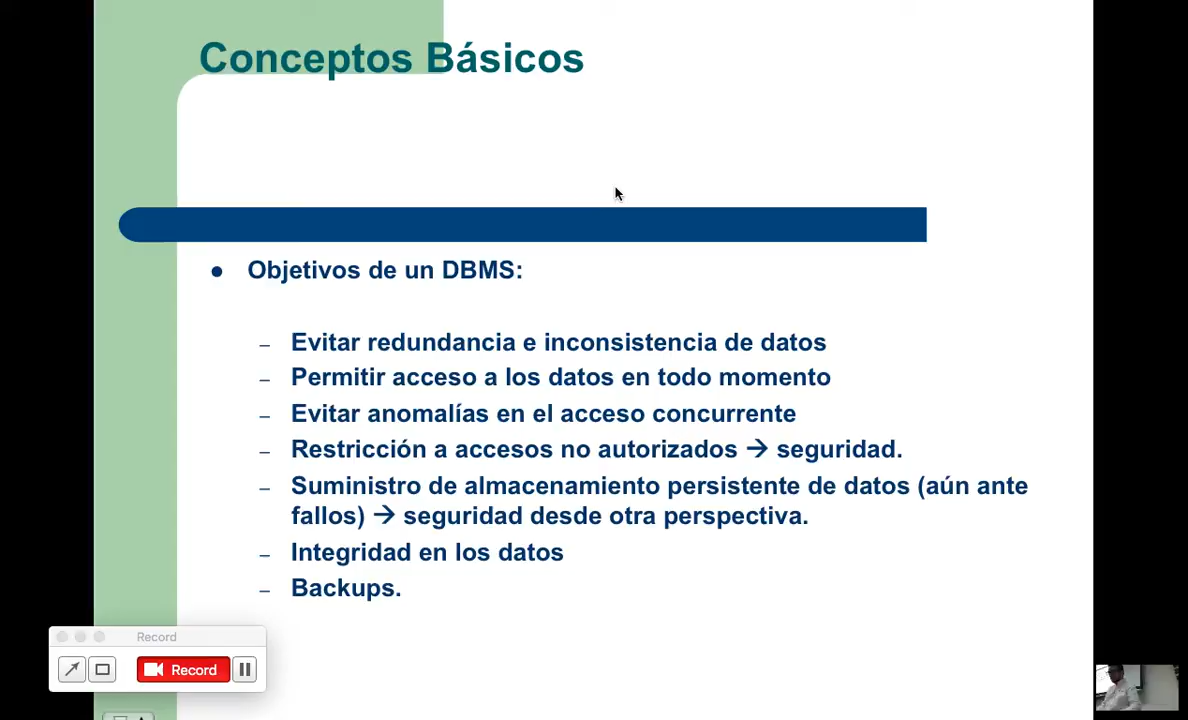 Conceptos Básicos
● Objetivos de un DBMS:
– Evitar redundancia e inconsistencia de datos
– Permitir acceso a los datos en todo momento
– Evitar anomalías en el acceso concurrente
– Restricción a accesos no autorizados → seguridad.
– Suministro de almacenamiento persistente de datos (aún ante
fallos) → seguridad desde otra perspectiva.
– Integridad en los datos
– Backups.
Record
Record